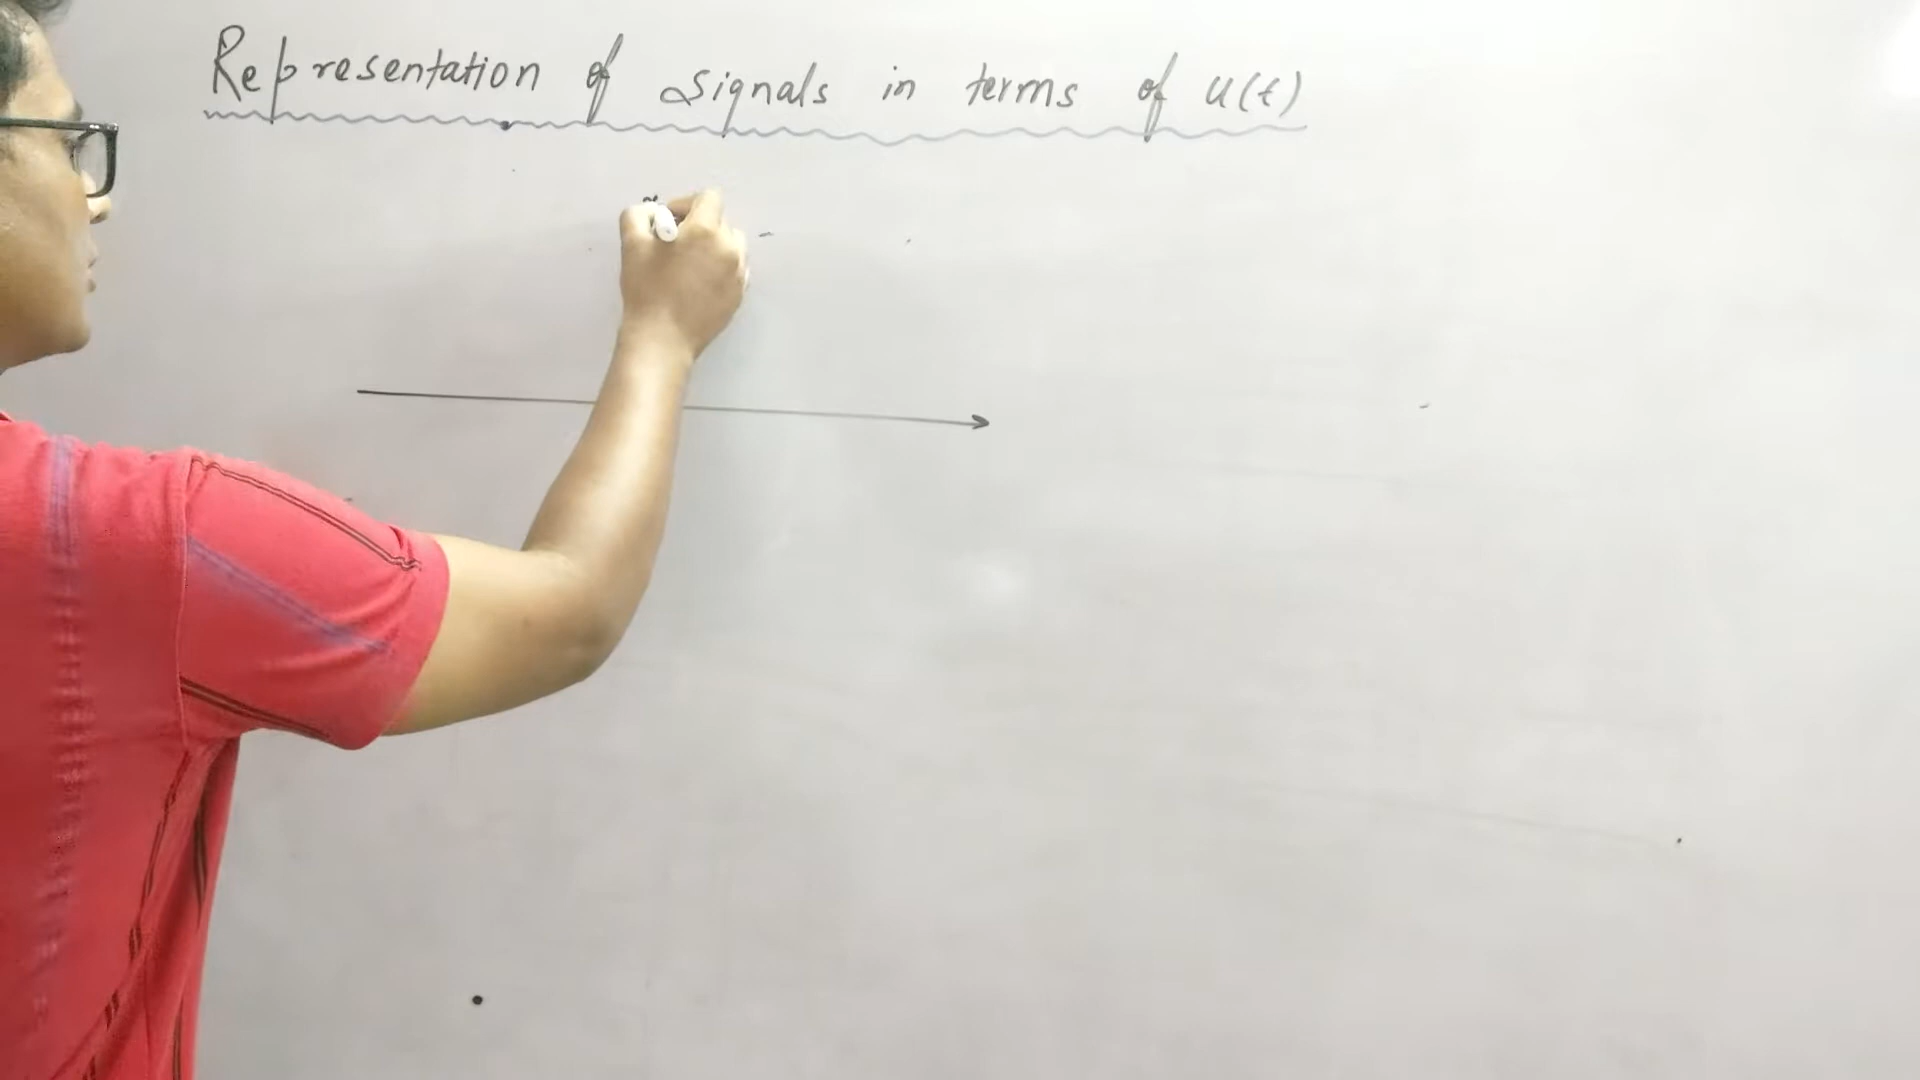 Representation of signals in terms of u(t)